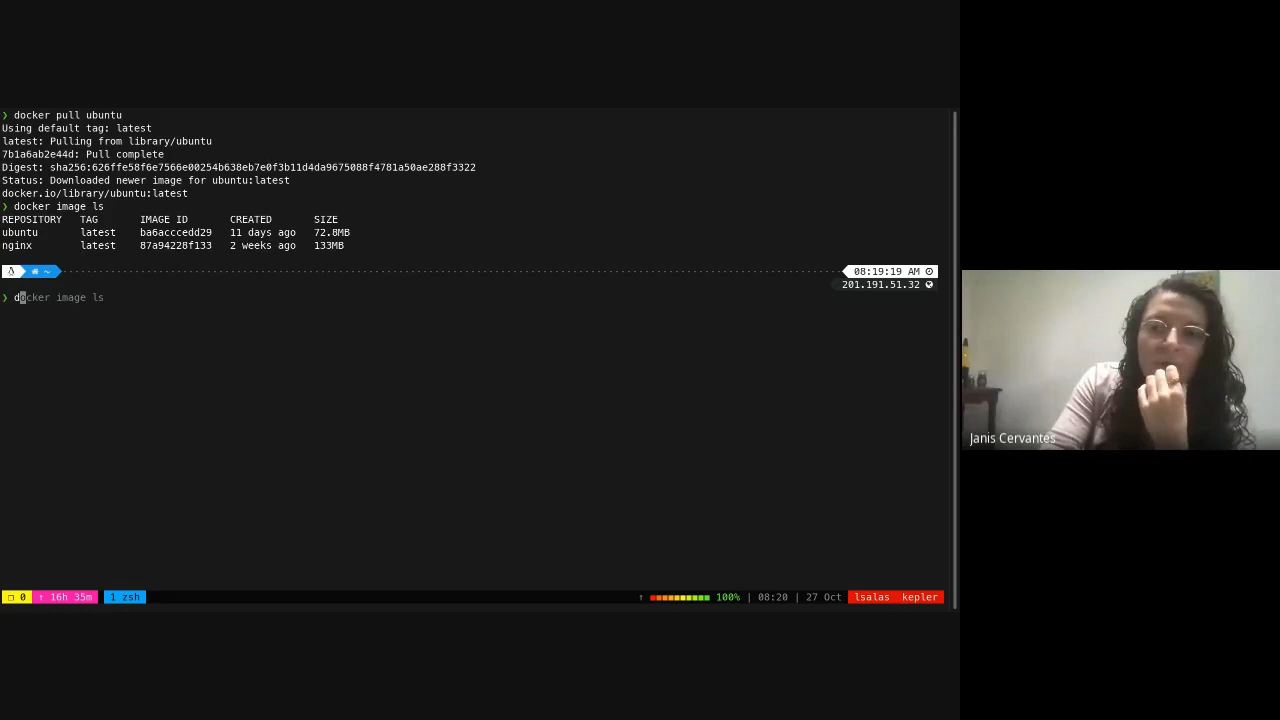 ❯ docker pull ubuntu
Using default tag: latest
latest: Pulling from library/ubuntu
7b1a6ab2e44d: Pull complete
Digest: sha256:626ffe58f6e7566e00254b638eb7e0f3b11d4da9675088f4781a50ae288f3322
Status: Downloaded newer image for ubuntu:latest
docker.io/library/ubuntu:latest
❯ docker image ls
REPOSITORY TAG IMAGE ID CREATED SIZE
ubuntu latest ba6acccedd29 11 days ago 72.8MB
nginx latest 87a94228f133 2 weeks ago 133MB
~ 08:19:19 AM
201.191.51.32
❯ docker image ls
0 ↑ 16h 35m 1 zsh ↑ 100% | 08:20 | 27 Oct lsalas kepler
Janis Cervantes